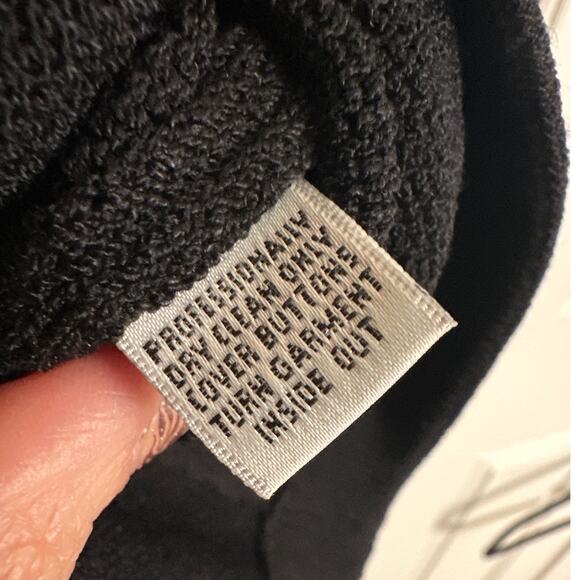 PROFESSIONALLY
DRY CLEAN ONLY
COVER BUTTONS
TURN GARMENT
INSIDE OUT